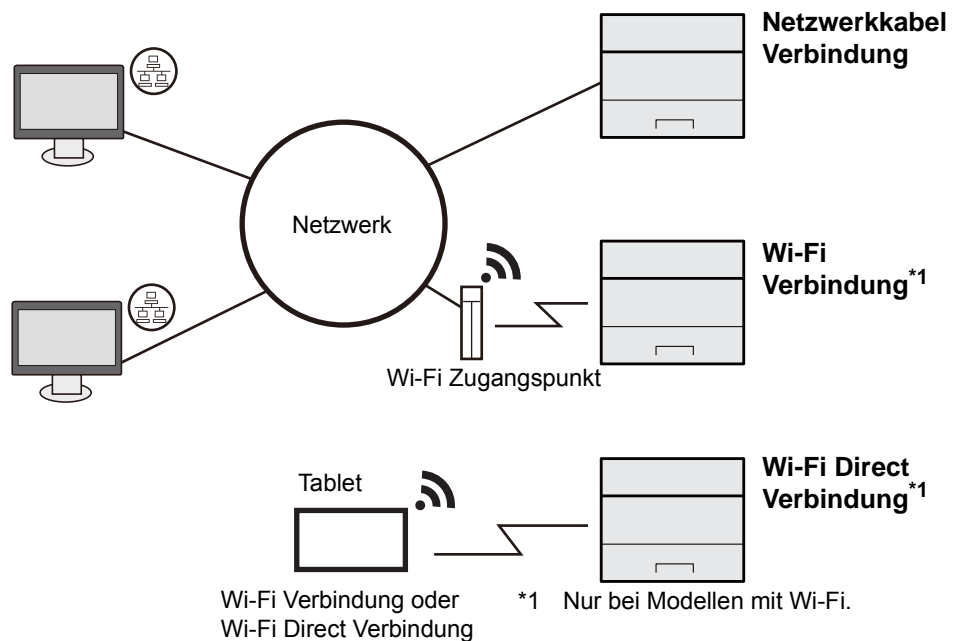 Netzwerkkabel
Verbindung
Netzwerk
Wi-Fi
Verbindung*1
Wi-Fi Zugangspunkt
Wi-Fi Direct
Verbindung*1
Tablet
Wi-Fi Verbindung oder
Wi-Fi Direct Verbindung
*1 Nur bei Modellen mit Wi-Fi.